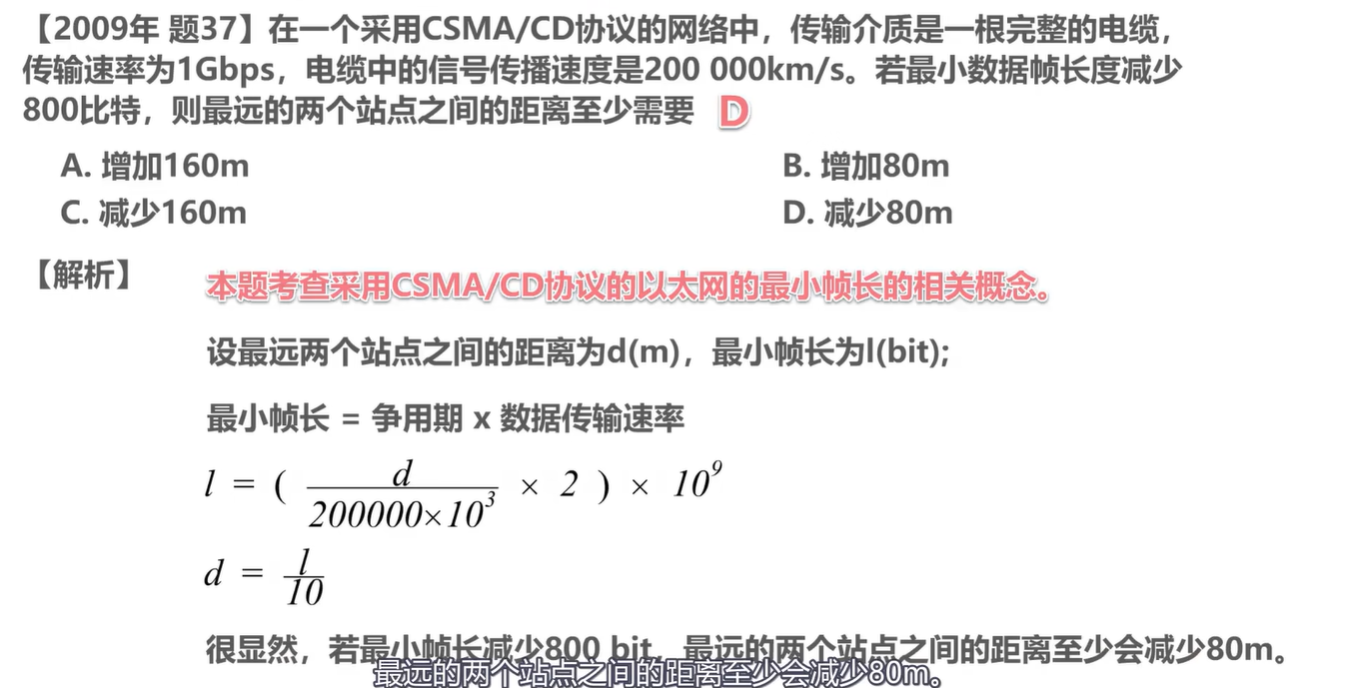 【2009年 题37】在一个采用CSMA/CD协议的网络中，传输介质是一根完整的电缆，
传输速率为1Gbps，电缆中的信号传播速度是200 000km/s。若最小数据帧长度减少
800比特，则最远的两个站点之间的距离至少需要 D
A. 增加160m B. 增加80m
C. 减少160m D. 减少80m
【解析】 本题考查采用CSMA/CD协议的以太网的最小帧长的相关概念。
设最远两个站点之间的距离为d(m)，最小帧长为l(bit);
最小帧长 = 争用期 x 数据传输速率
l = ( d / 200000×10³ × 2 ) × 10⁹
d = l / 10
很显然，若最小帧长减少800 bit，最远的两个站点之间的距离至少会减少80m。
最远的两个站点之间的距离至少会减少80m。